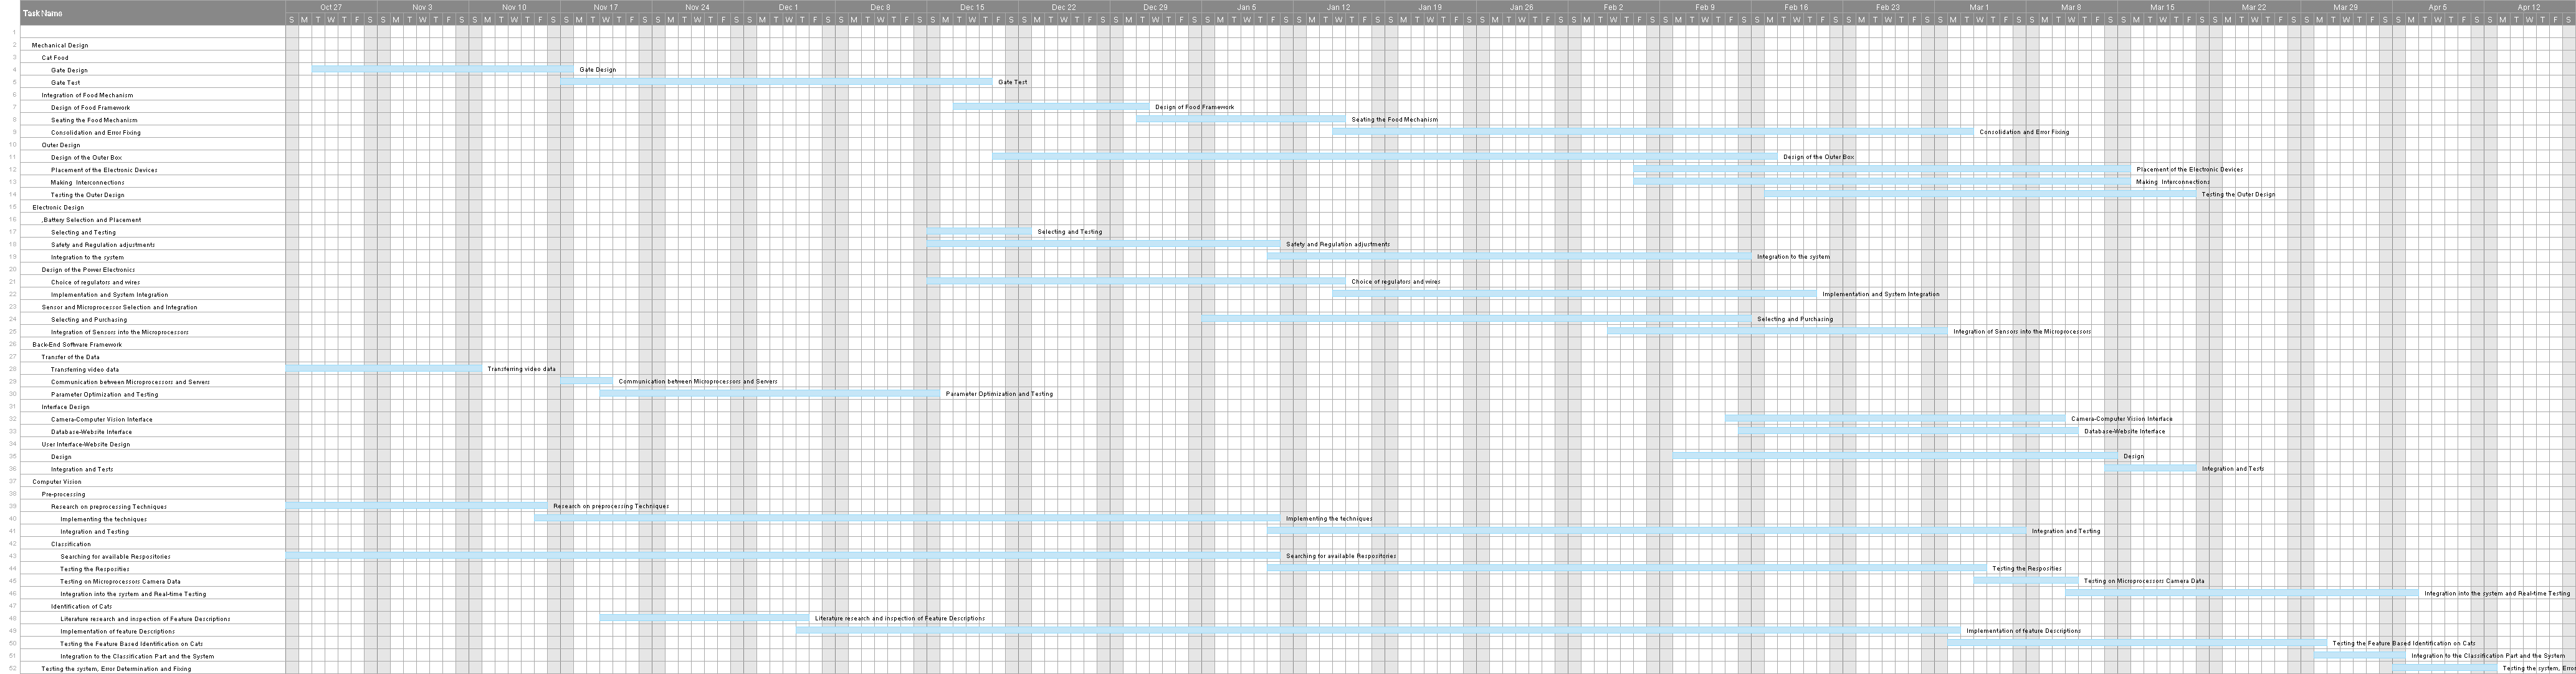 Task Name
Oct 27 Nov 3 Nov 10 Nov 17 Nov 24 Dec 1 Dec 8 Dec 15 Dec 22 Dec 29 Jan 5 Jan 12 Jan 19 Jan 26 Feb 2 Feb 9 Feb 16 Feb 23 Mar 1 Mar 8 Mar 15 Mar 22 Mar 29 Apr 5 Apr 12
S M T W T F S S M T W T F S S M T W T F S S M T W T F S S M T W T F S S M T W T F S S M T W T F S S M T W T F S S M T W T F S S M T W T F S S M T W T F S S M T W T F S S M T W T F S S M T W T F S S M T W T F S S M T W T F S S M T W T F S S M T W T F S S M T W T F S S M T W T F S S M T W T F S S M T W T F S S M T W T F S S M T W T F S S M T W T F S
1
2 Mechanical Design
3 Cat Food
4 Gate Design Gate Design
5 Gate Test Gate Test
6 Integration of Food Mechanism
7 Design of Food Framework Design of Food Framework
8 Seating the Food Mechanism Seating the Food Mechanism
9 Consolidation and Error Fixing Consolidation and Error Fixing
10 Outer Design
11 Design of the Outer Box Design of the Outer Box
12 Placement of the Electronic Devices Placement of the Electronic Devices
13 Making Interconnections Making Interconnections
14 Testing the Outer Design Testing the Outer Design
15 Electronic Design
16 ,Battery Selection and Placement
17 Selecting and Testing Selecting and Testing
18 Safety and Regulation adjustments Safety and Regulation adjustments
19 Integration to the system Integration to the system
20 Design of the Power Electronics
21 Choice of regulators and wires Choice of regulators and wires
22 Implementation and System Integration Implementation and System Integration
23 Sensor and Microprocessor Selection and Integration
24 Selecting and Purchasing Selecting and Purchasing
25 Integration of Sensors into the Microprocessors Integration of Sensors into the Microprocessors
26 Back-End Software Framework
27 Transfer of the Data
28 Transferring video data Transferring video data
29 Communication between Microprocessors and Servers Communication between Microprocessors and Servers
30 Parameter Optimization and Testing Parameter Optimization and Testing
31 Interface Design
32 Camera-Computer Vision Interface Camera-Computer Vision Interface
33 Database-Website Interface Database-Website Interface
34 User Interface-Website Design
35 Design Design
36 Integration and Tests Integration and Tests
37 Computer Vision
38 Pre-processing
39 Research on preprocessing Techniques Research on preprocessing Techniques
40 Implementing the techniques Implementing the techniques
41 Integration and Testing Integration and Testing
42 Classification
43 Searching for available Respositories Searching for available Respositories
44 Testing the Resposities Testing the Resposities
45 Testing on Microprocessors Camera Data Testing on Microprocessors Camera Data
46 Integration into the system and Real-time Testing Integration into the system and Real-time Testing
47 Identification of Cats
48 Literature research and inspection of Feature Descriptions Literature research and inspection of Feature Descriptions
49 Implementation of feature Descriptions Implementation of feature Descriptions
50 Testing the Feature Based Identification on Cats Testing the Feature Based Identification on Cats
51 Integration to the Classification Part and the System Integration to the Classification Part and the System
52 Testing the system, Error Determination and Fixing Testing the system, Error